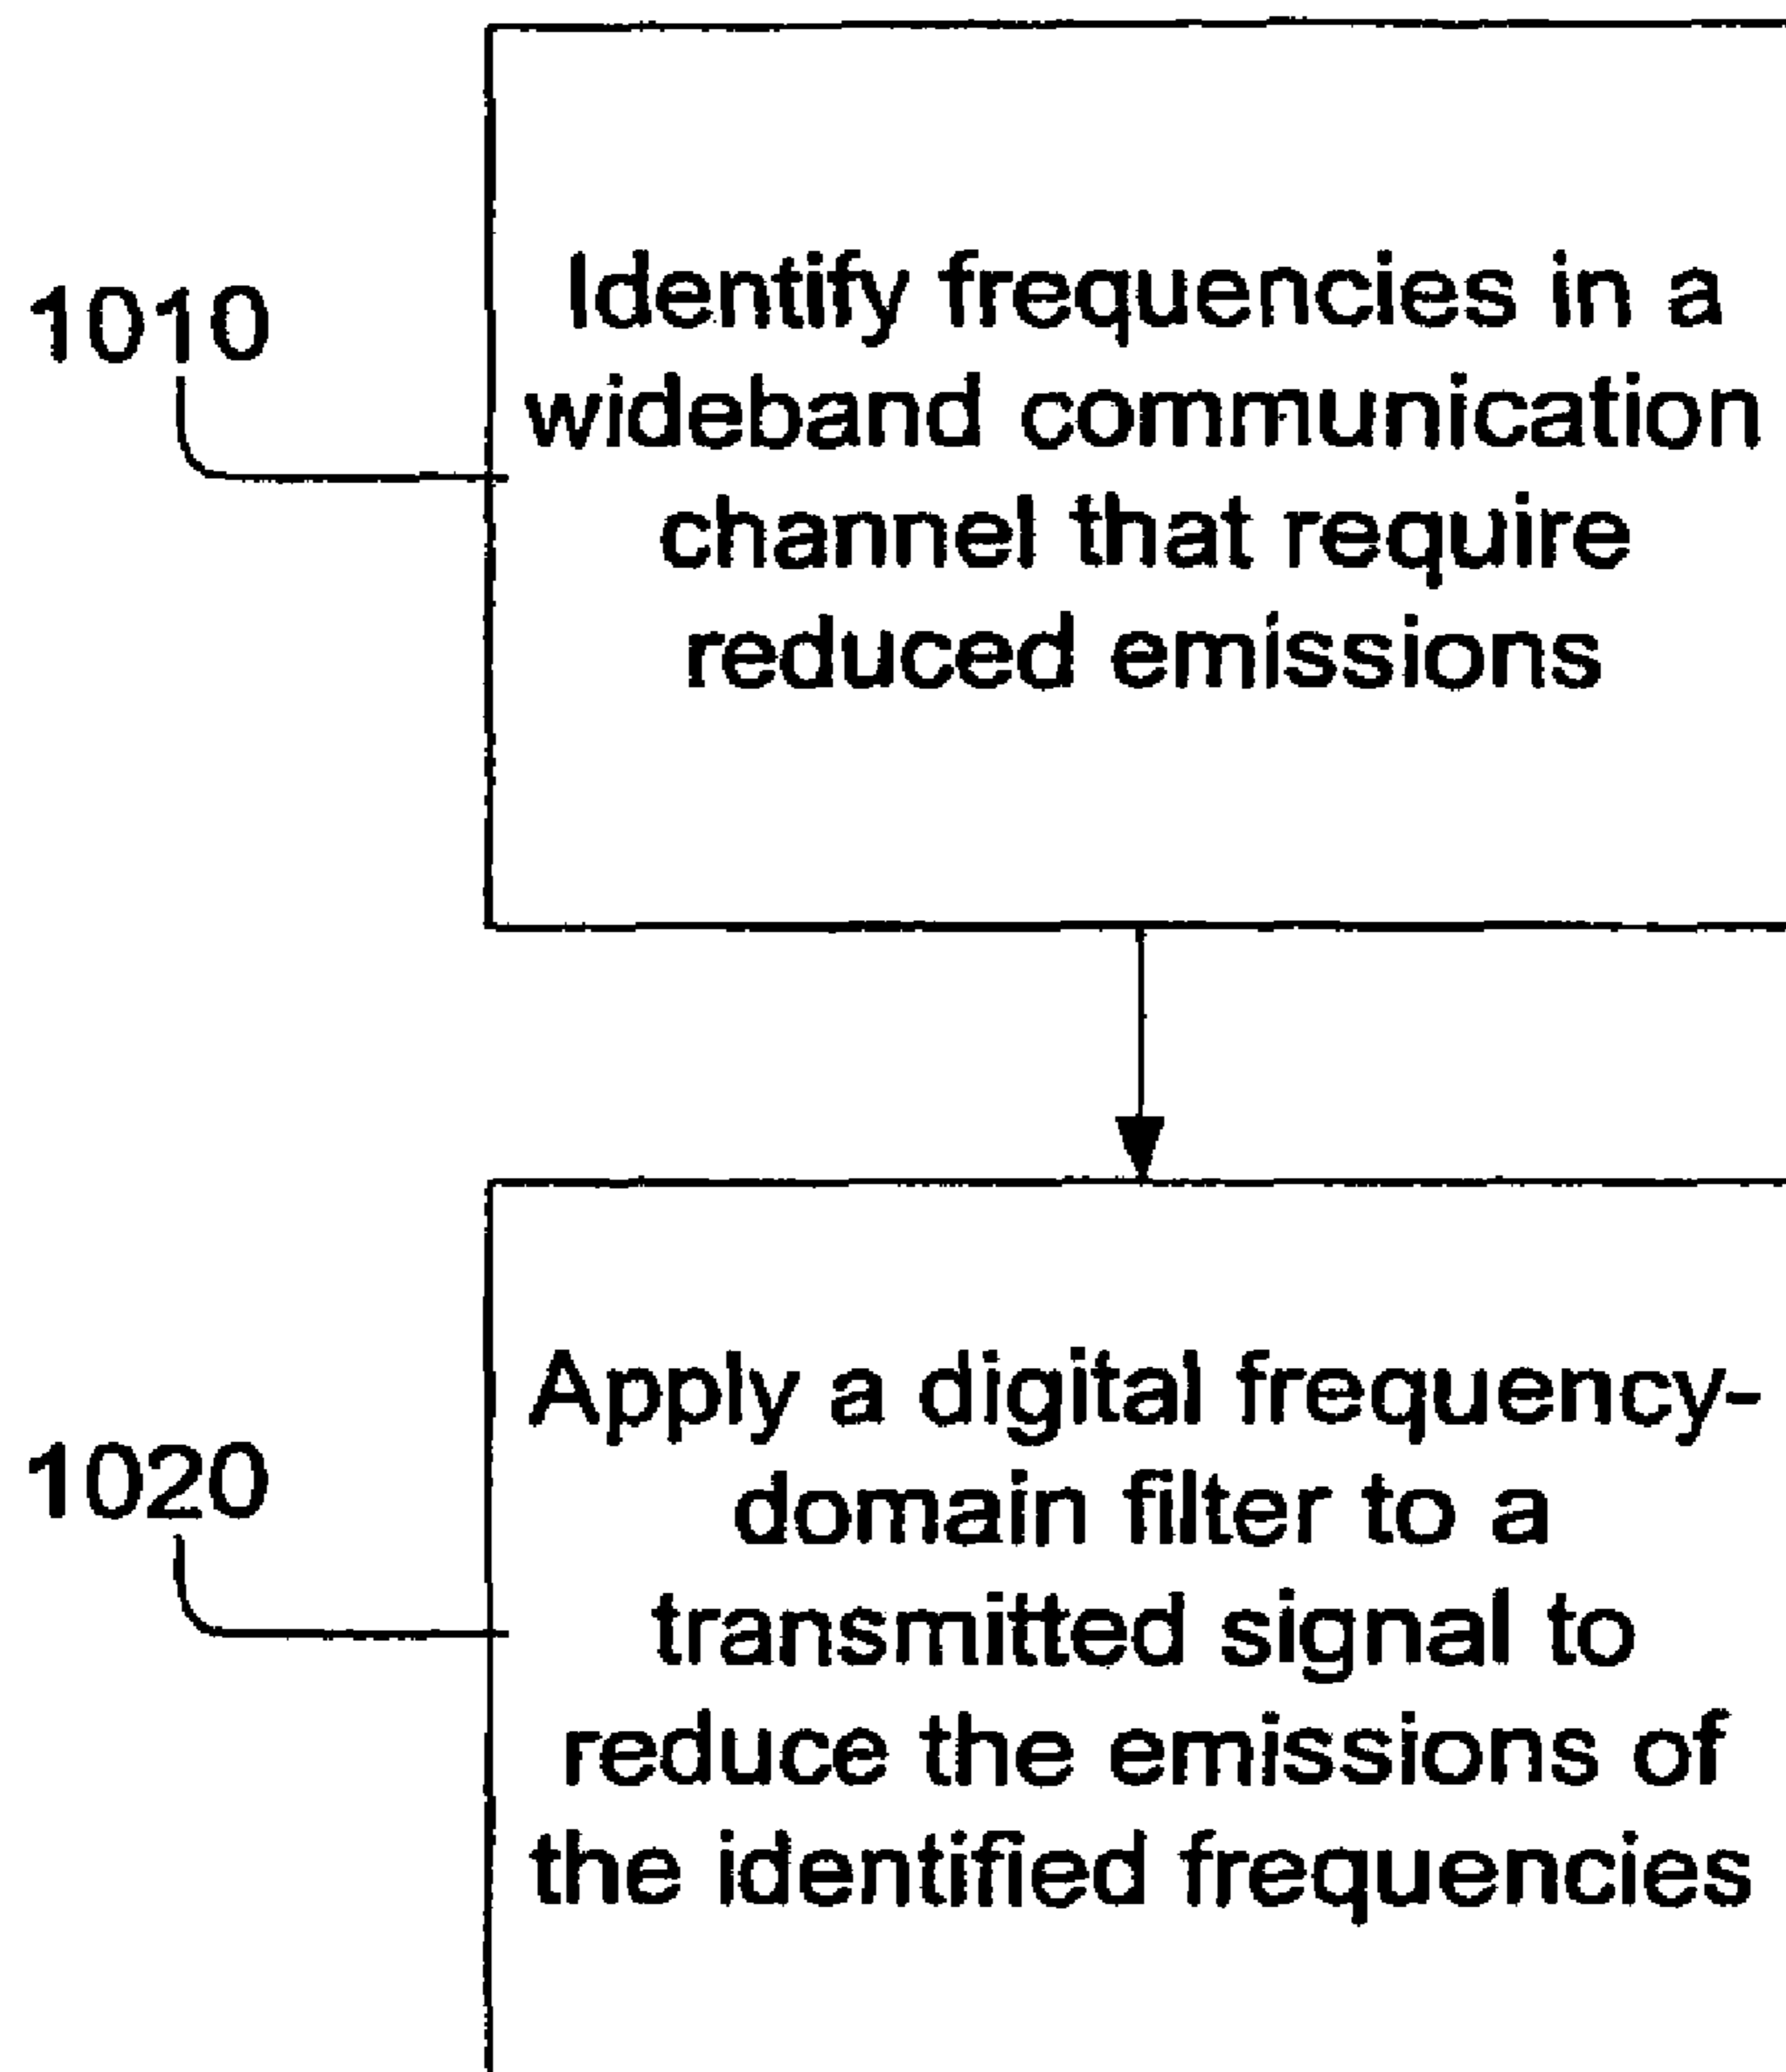 1010
Identify frequencies in a
wideband communication
channel that require
reduced emissions
1020
Apply a digital frequency-
domain filter to a
transmitted signal to
reduce the emissions of
the identified frequencies